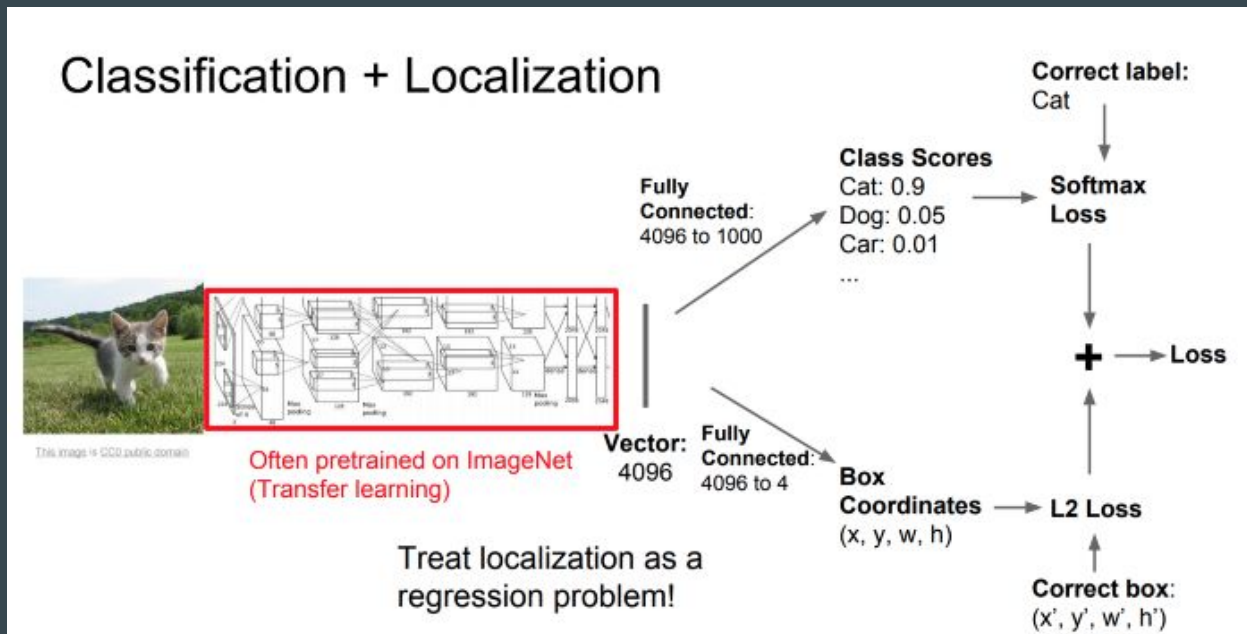 Classification + Localization
This image is CC0 public domain
Often pretrained on ImageNet
(Transfer learning)
Vector:
4096
Fully
Connected:
4096 to 1000
Class Scores
Cat: 0.9
Dog: 0.05
Car: 0.01
...
Correct label:
Cat
Softmax
Loss
+
Loss
Fully
Connected:
4096 to 4
Box
Coordinates
(x, y, w, h)
L2 Loss
Correct box:
(x’, y’, w’, h’)
Treat localization as a
regression problem!